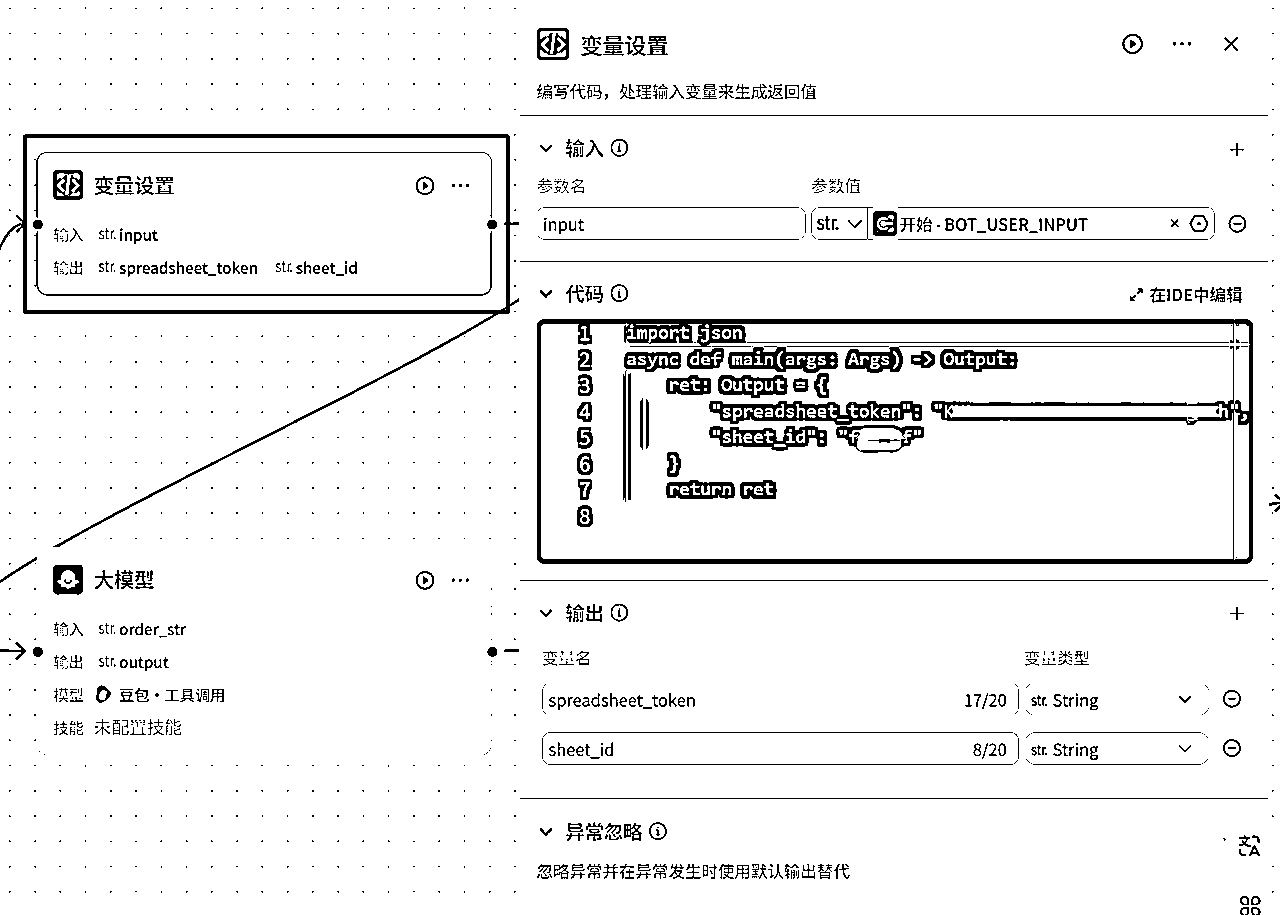 变量设置
输入 str. input
输出 str. spreadsheet_token str. sheet_id
大模型
输入 str. order_str
输出 str. output
模型 豆包·工具调用
技能 未配置技能
变量设置
编写代码，处理输入变量来生成返回值
输入
参数名 参数值
input str. 开始 - BOT_USER_INPUT
代码 在IDE中编辑
1 import json
2 async def main(args: Args) -> Output:
3 ret: Output = {
4 "spreadsheet_token": "K h",
5 "sheet_id": "f f"
6 }
7 return ret
8
输出
变量名 变量类型
spreadsheet_token 17/20 str. String
sheet_id 8/20 str. String
异常忽略
忽略异常并在异常发生时使用默认输出替代